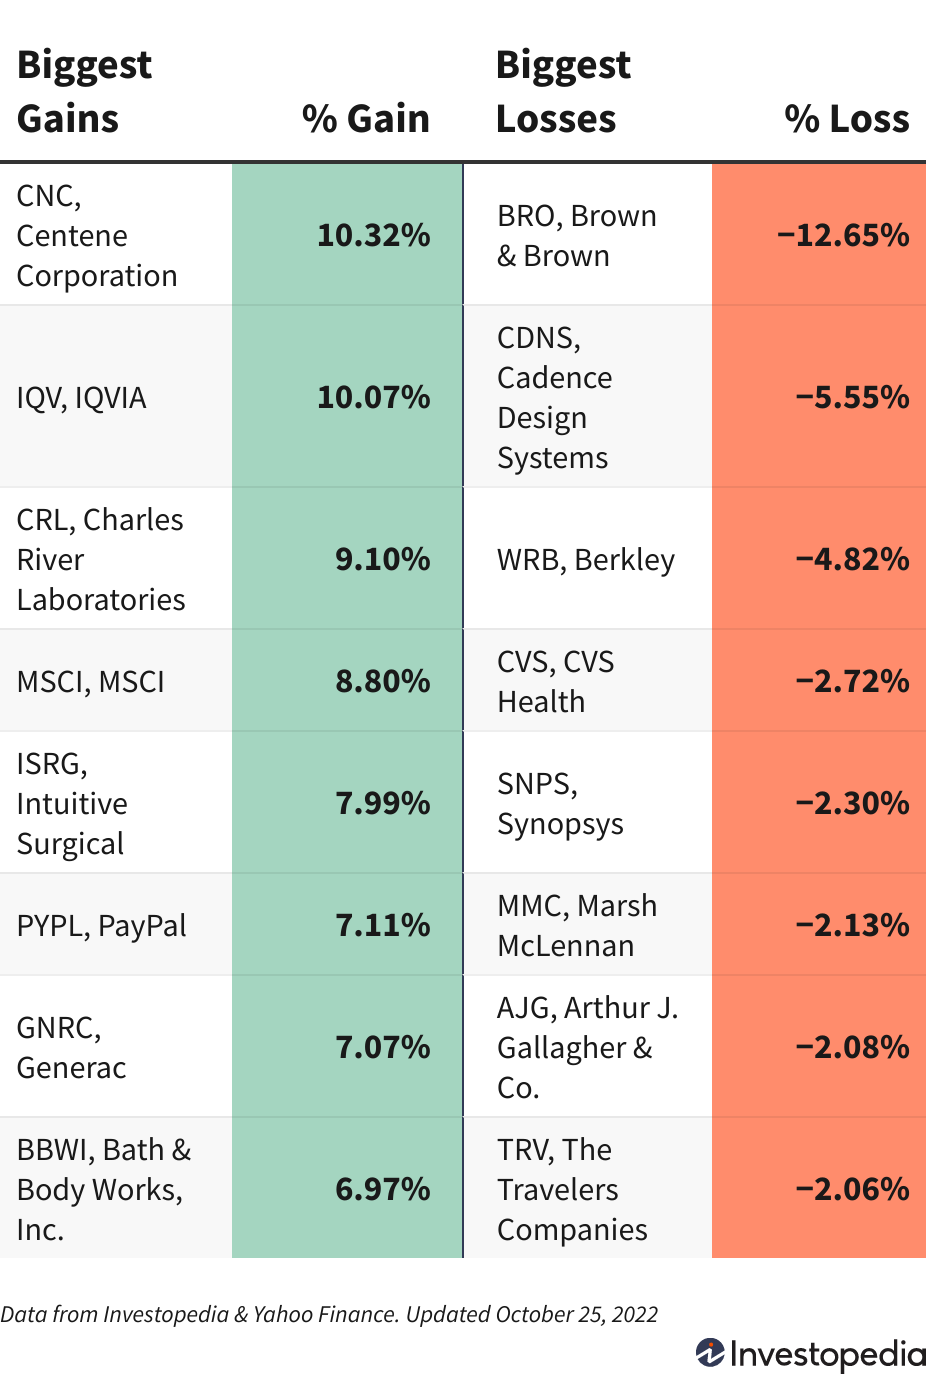 Biggest
Gains
% Gain
Biggest
Losses
% Loss
CNC,
Centene
Corporation
10.32%
BRO, Brown
& Brown
−12.65%
IQV, IQVIA
10.07%
CDNS,
Cadence
Design
Systems
−5.55%
CRL, Charles
River
Laboratories
9.10%
WRB, Berkley
−4.82%
MSCI, MSCI
8.80%
CVS, CVS
Health
−2.72%
ISRG,
Intuitive
Surgical
7.99%
SNPS,
Synopsys
−2.30%
PYPL, PayPal
7.11%
MMC, Marsh
McLennan
−2.13%
GNRC,
Generac
7.07%
AJG, Arthur J.
Gallagher &
Co.
−2.08%
BBWI, Bath &
Body Works,
Inc.
6.97%
TRV, The
Travelers
Companies
−2.06%
Data from Investopedia & Yahoo Finance. Updated October 25, 2022
Investopedia